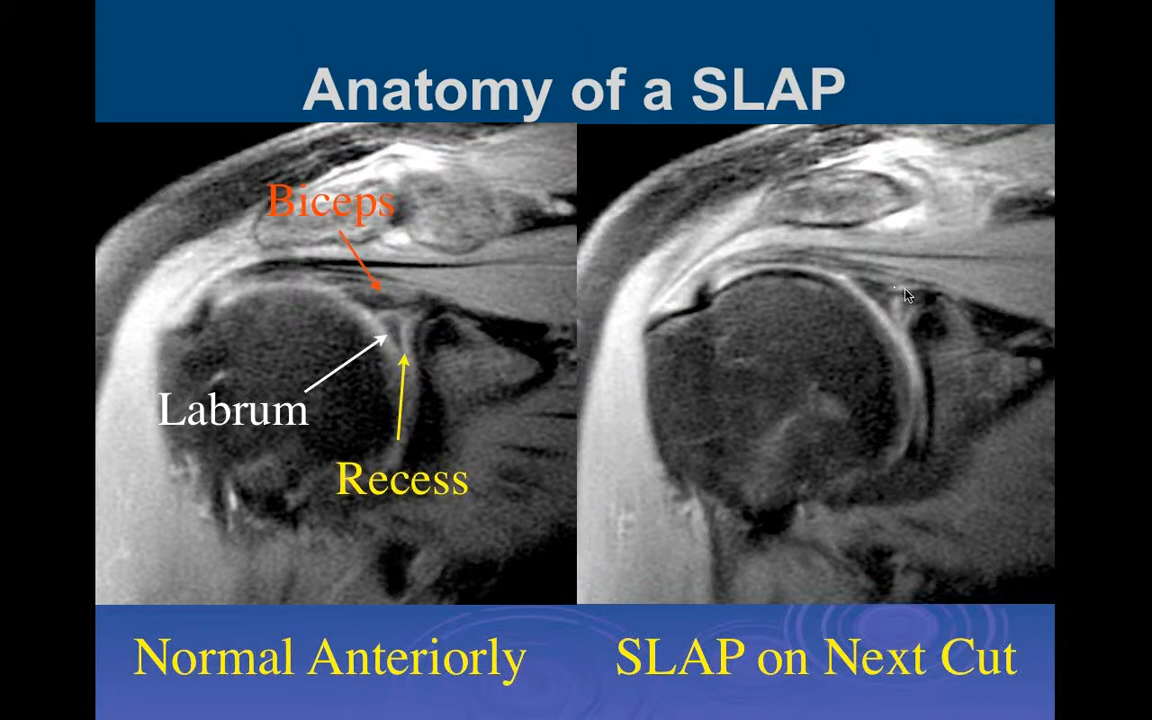 Anatomy of a SLAP
Biceps
Labrum
Recess
Normal Anteriorly
SLAP on Next Cut